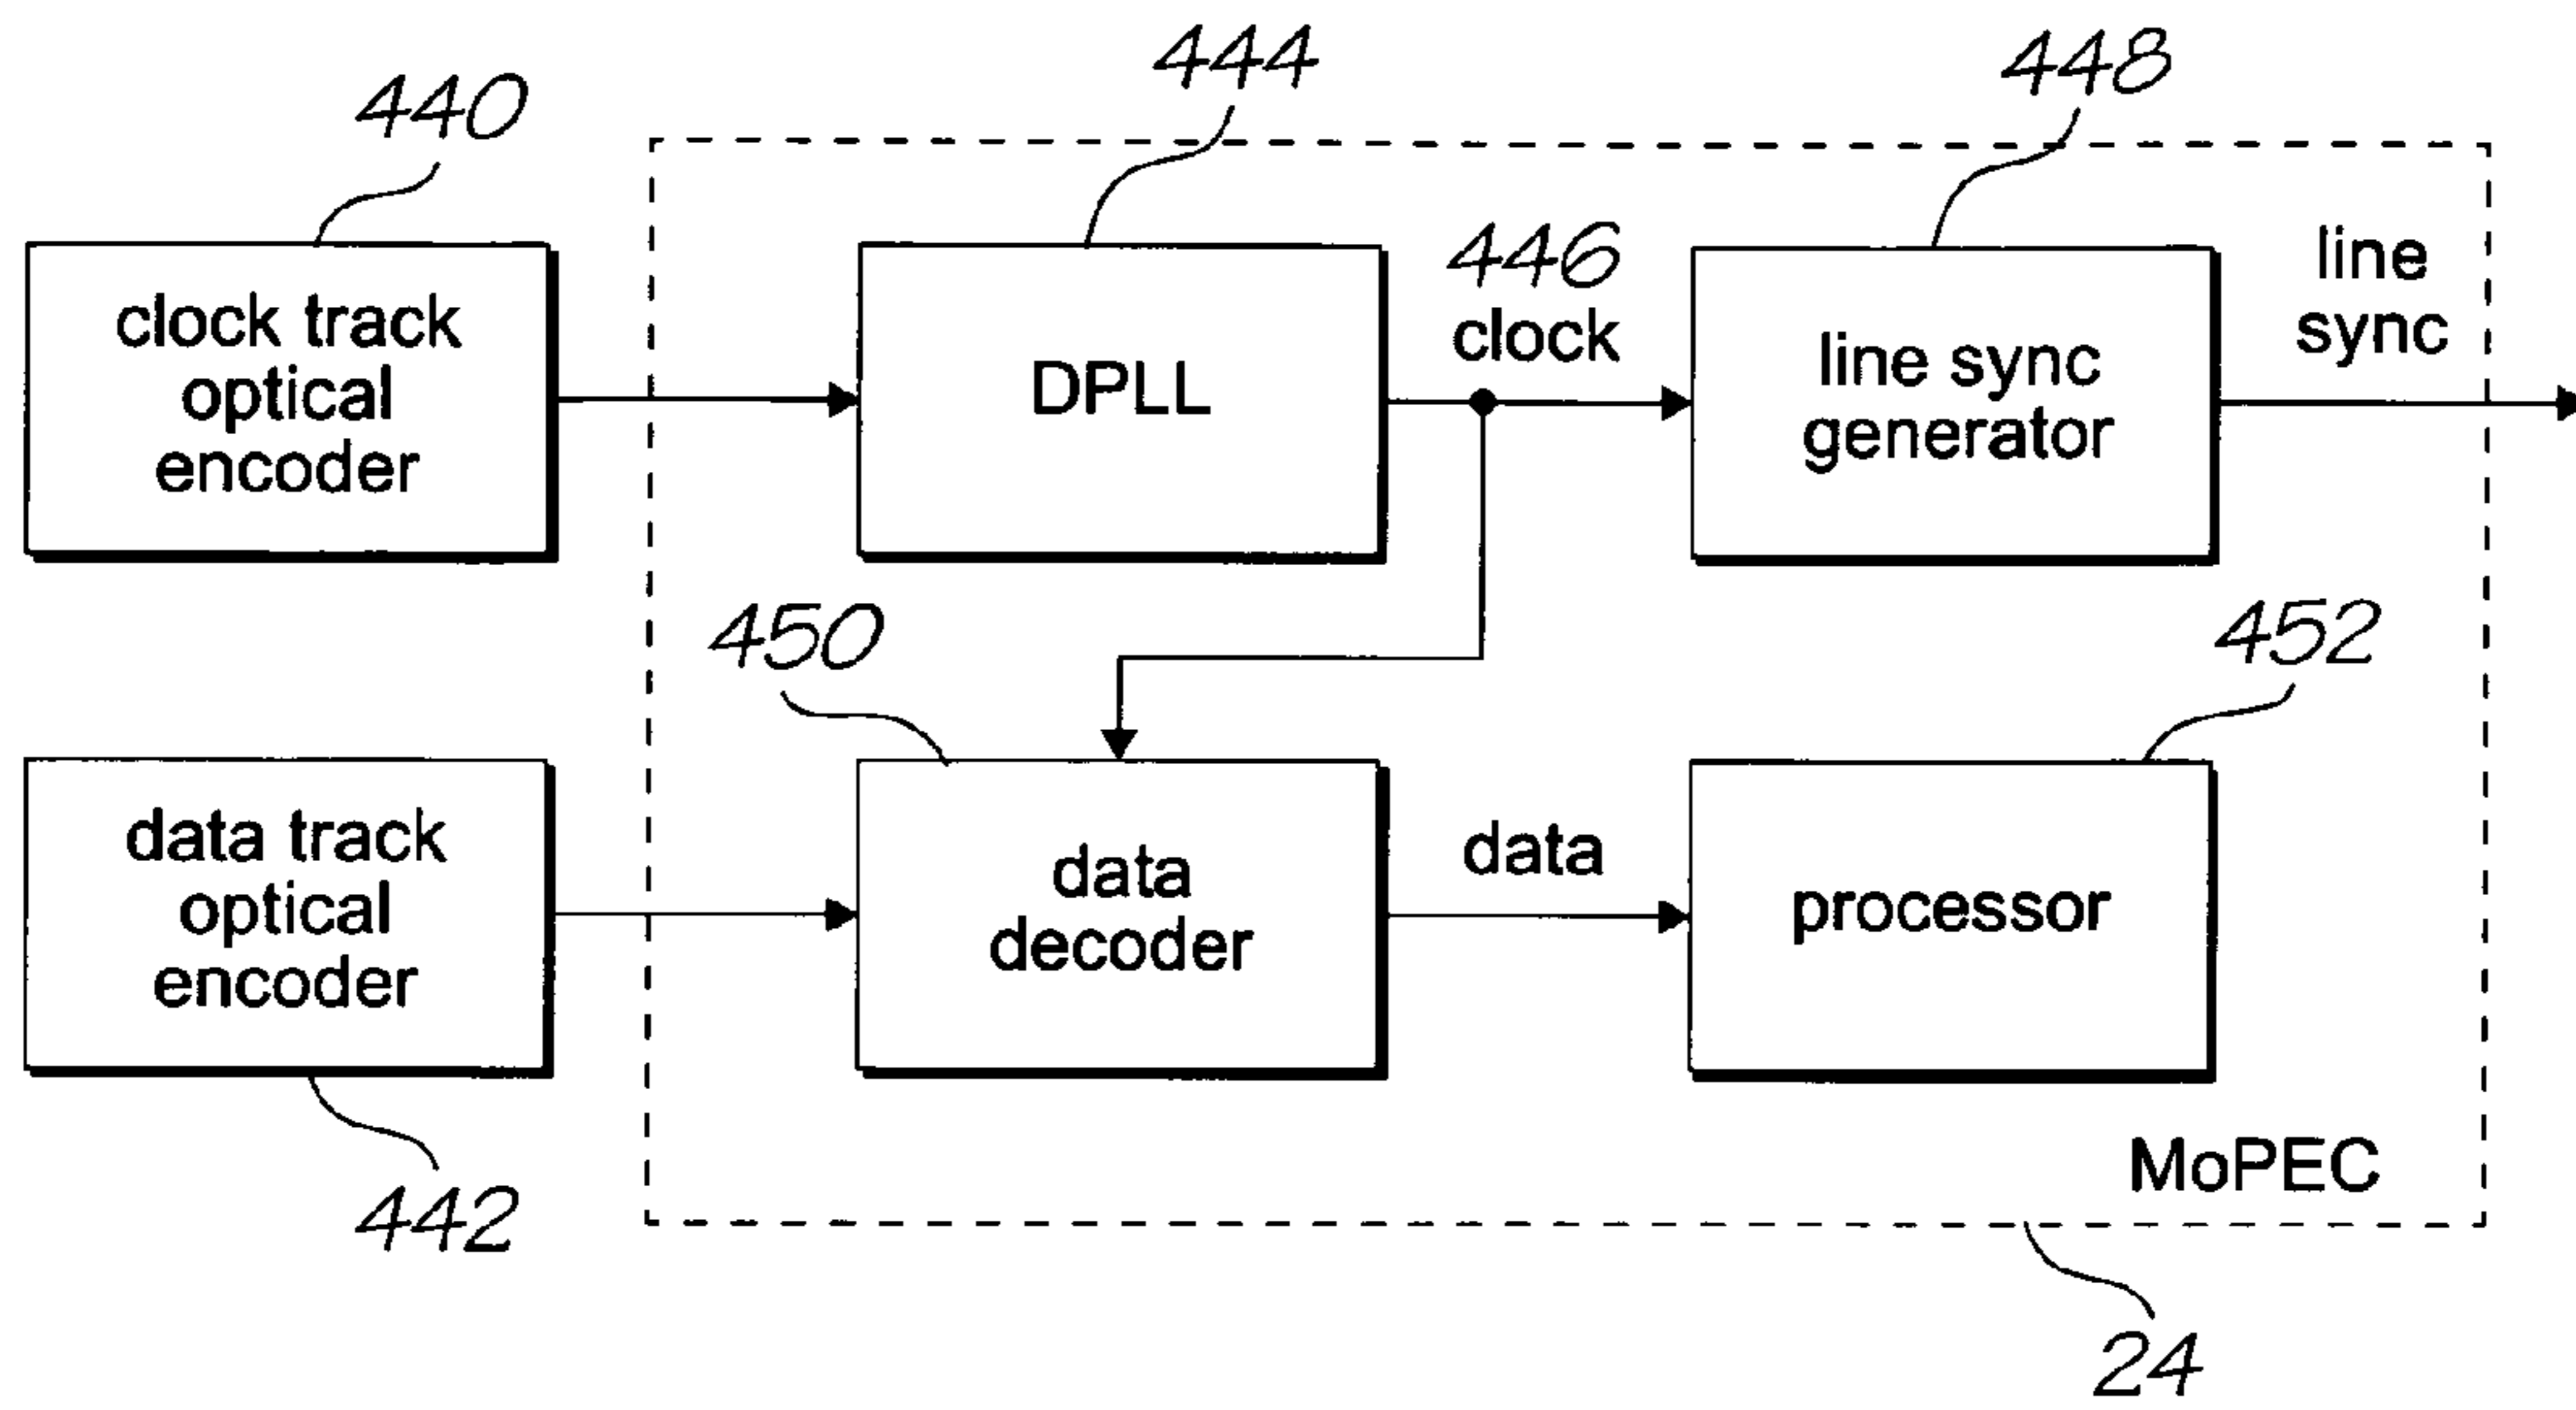 440
444
448
clock track
optical
encoder
DPLL
446
clock
line sync
generator
line
sync
450
452
data track
optical
encoder
data
decoder
data
processor
MoPEC
442
24